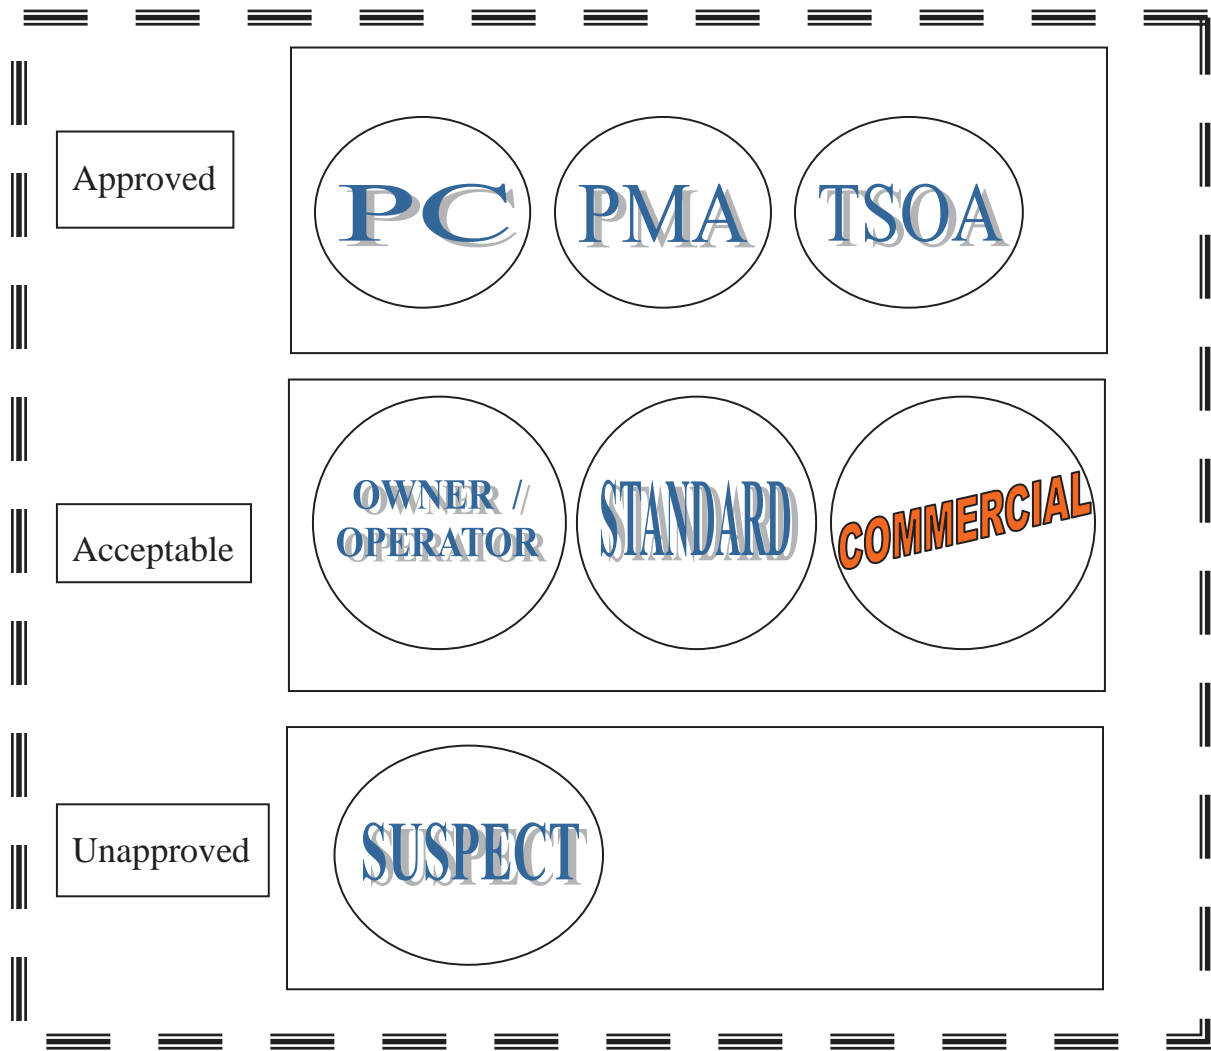 Approved
PC
PMA
TSOA
Acceptable
OWNER /
OPERATOR
STANDARD
COMMERCIAL
Unapproved
SUSPECT